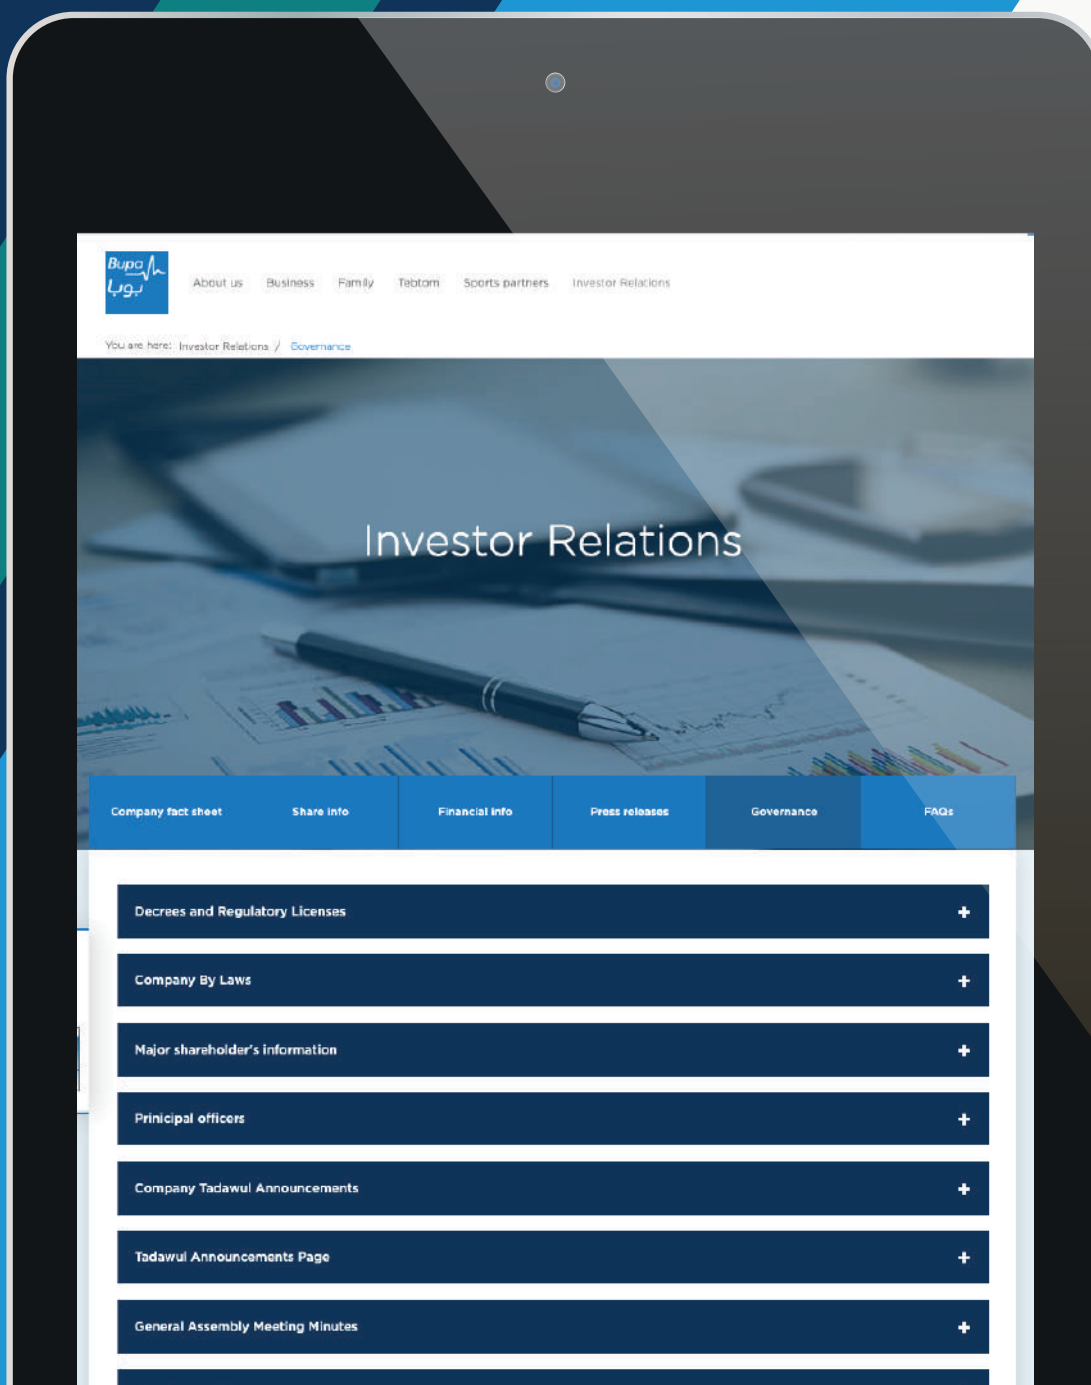 Bupa
بوبا
About us Business Family Tebtom Sports partners Investor Relations
You are here: Investor Relations / Governance
Investor Relations
Company fact sheet Share info Financial info Press releases Governance FAQs
Decrees and Regulatory Licenses +
Company By Laws +
Major shareholder's information +
Prinicipal officers +
Company Tadawul Announcements +
Tadawul Announcements Page +
General Assembly Meeting Minutes +